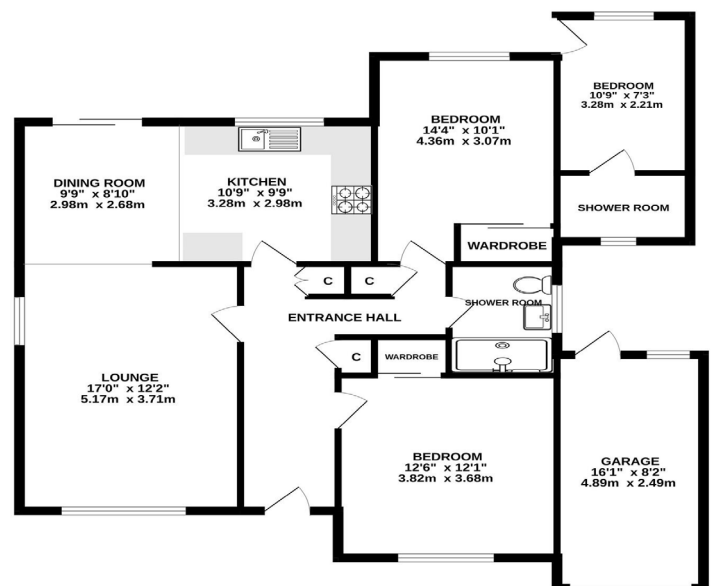 BEDROOM
10'9" x 7'3"
3.28m x 2.21m
BEDROOM
14'4" x 10'1"
4.36m x 3.07m
DINING ROOM
9'9" x 8'10"
2.98m x 2.68m
KITCHEN
10'9" x 9'9"
3.28m x 2.98m
SHOWER ROOM
WARDROBE
C
C
SHOWER ROOM
ENTRANCE HALL
C
WARDROBE
LOUNGE
17'0" x 12'2"
5.17m x 3.71m
BEDROOM
12'6" x 12'1"
3.82m x 3.68m
GARAGE
16'1" x 8'2"
4.89m x 2.49m